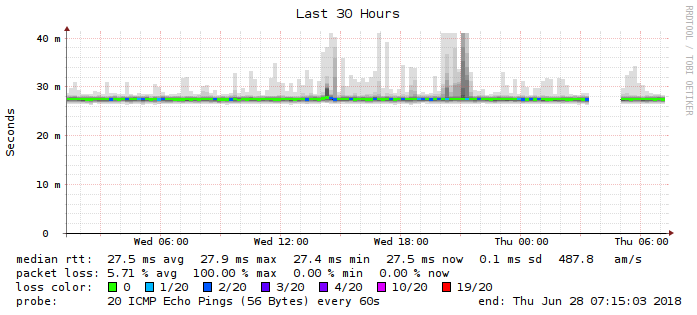 Last 30 Hours
RRDTOOL / TOBI OETIKER
Seconds
40 m
30 m
20 m
10 m
0
Wed 06:00 Wed 12:00 Wed 18:00 Thu 00:00 Thu 06:00
median rtt: 27.5 ms avg 27.9 ms max 27.4 ms min 27.5 ms now 0.1 ms sd 487.8 am/s
packet loss: 5.71 % avg 100.00 % max 0.00 % min 0.00 % now
loss color: 0 1/20 2/20 3/20 4/20 10/20 19/20
probe: 20 ICMP Echo Pings (56 Bytes) every 60s end: Thu Jun 28 07:15:03 2018